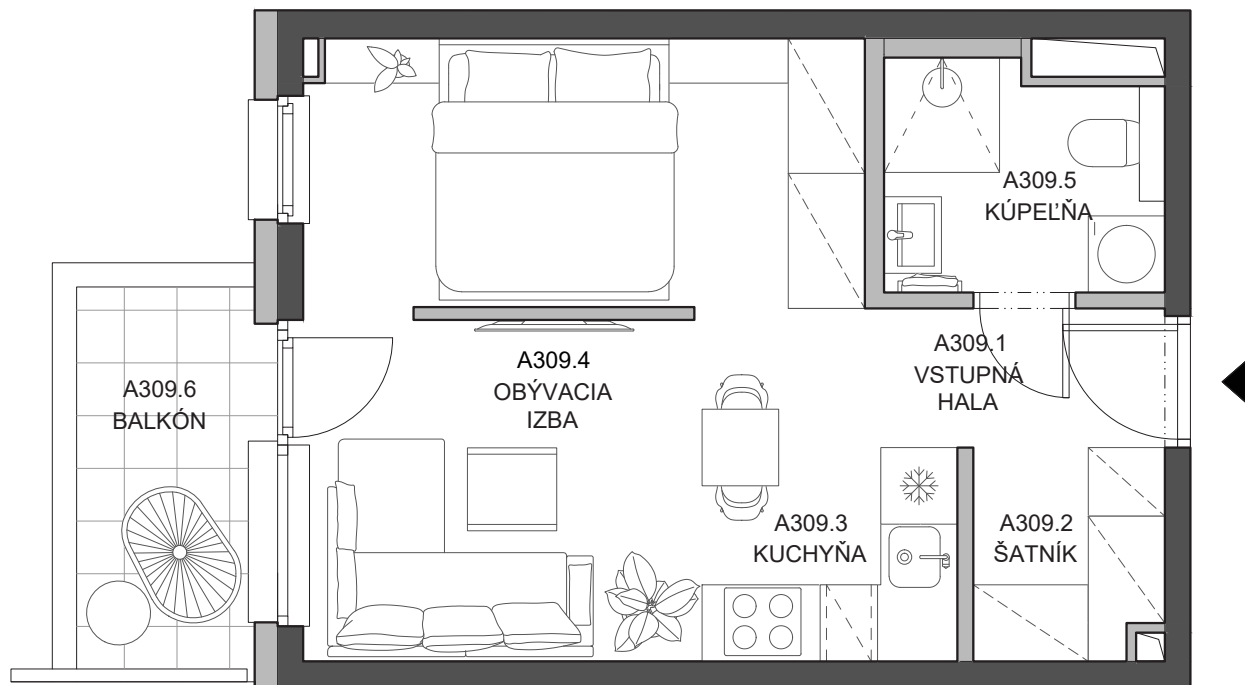 A309.5
KÚPEĽŇA
A309.1
VSTUPNÁ
HALA
A309.4
OBÝVACIA
IZBA
A309.6
BALKÓN
A309.3
KUCHYŇA
A309.2
ŠATNÍK